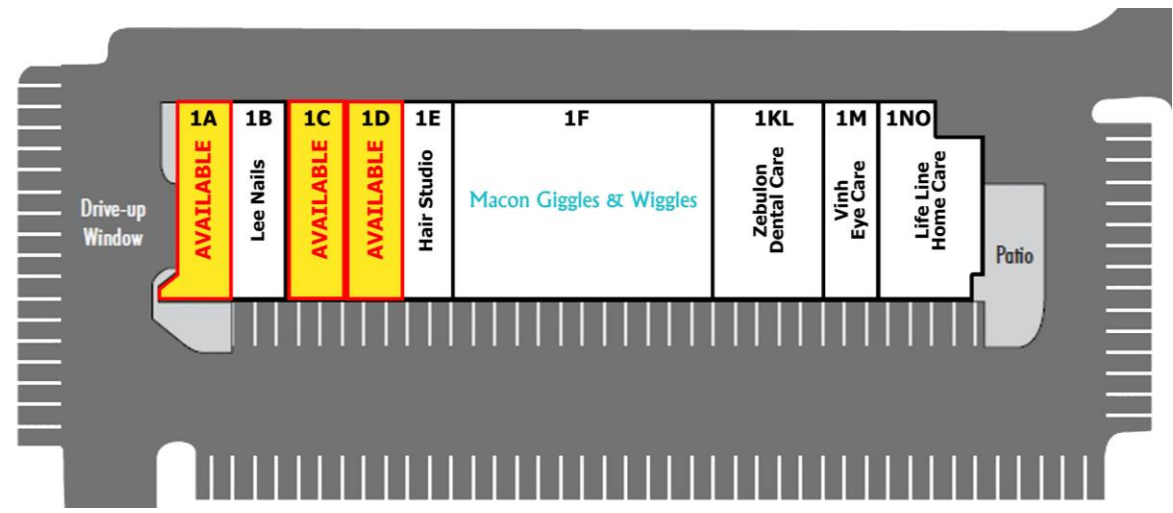 1A
AVAILABLE
1B
Lee Nails
1C
AVAILABLE
1D
AVAILABLE
1E
Hair Studio
1F
Macon Giggles & Wiggles
1KL
Zebulon
Dental Care
1M
Vinh
Eye Care
1NO
Life Line
Home Care
Drive-up
Window
Patio